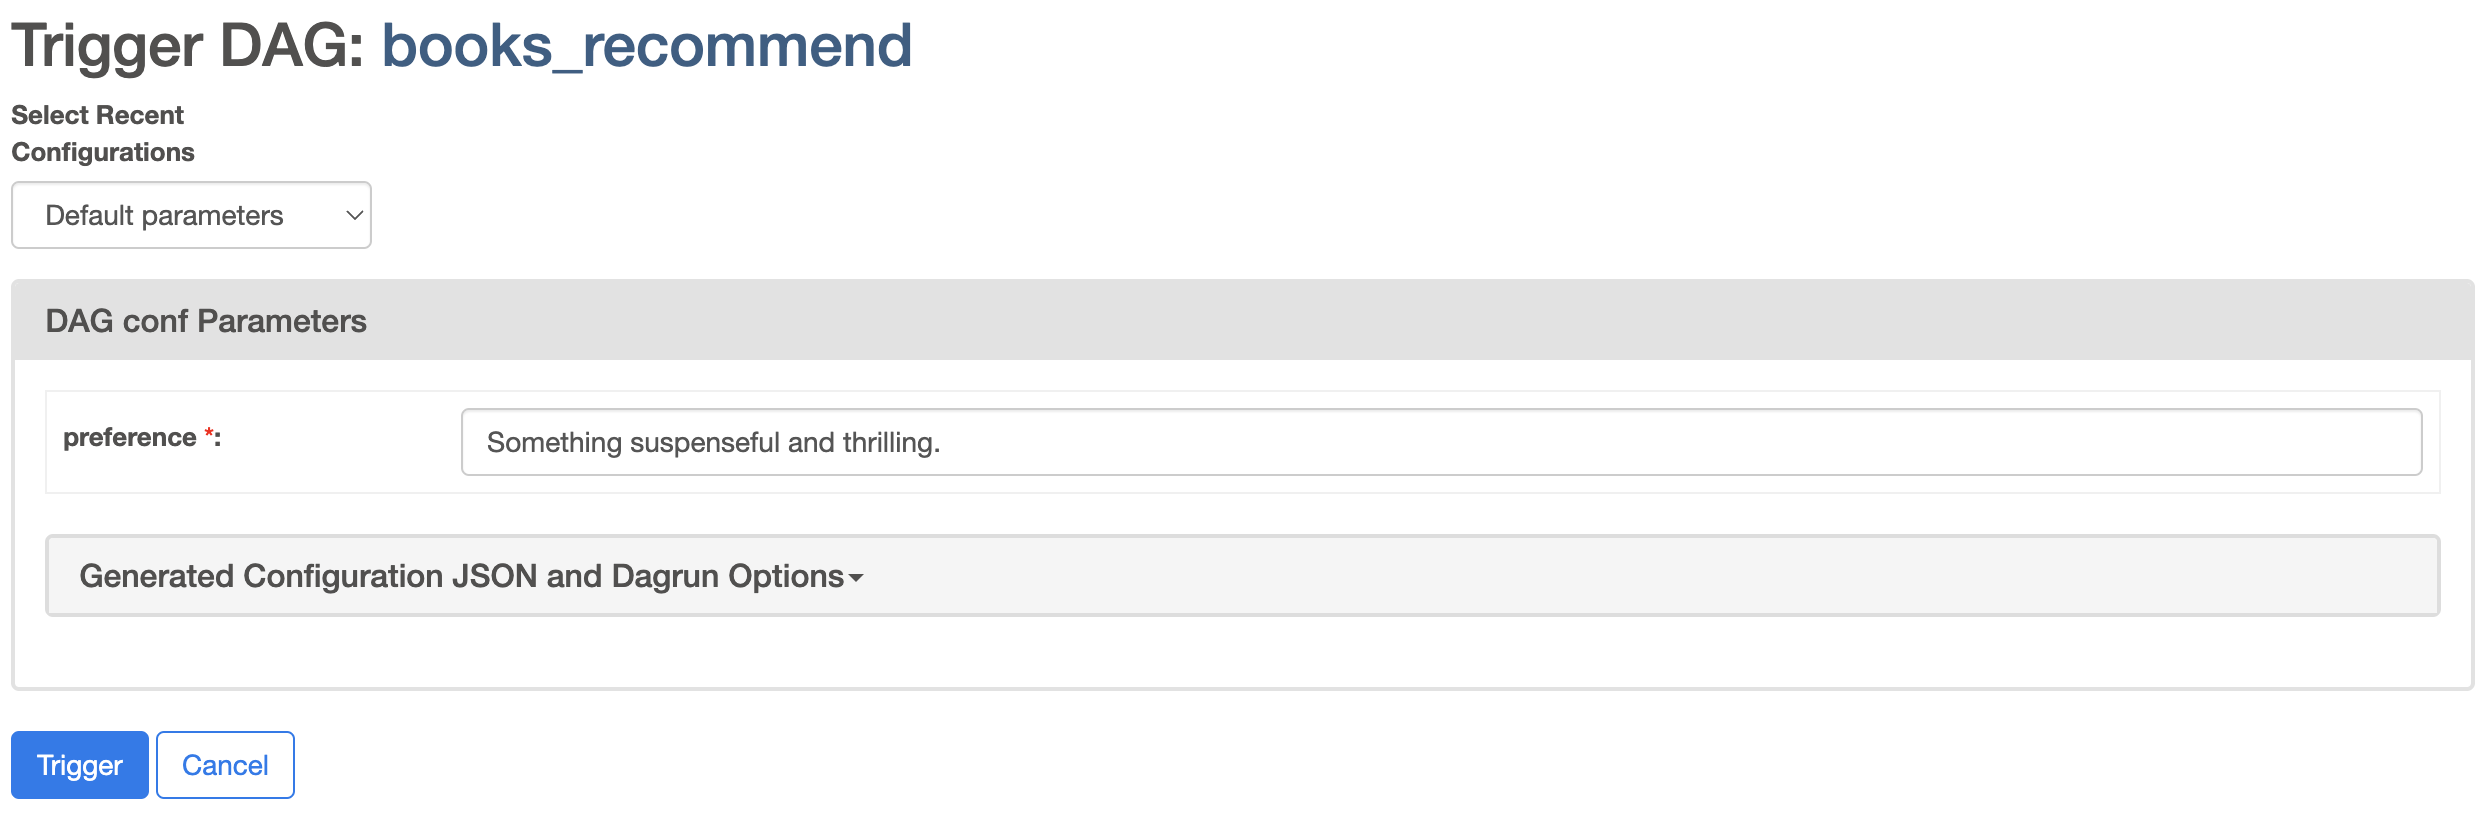 Trigger DAG: books_recommend
Select Recent
Configurations
Default parameters
DAG conf Parameters
preference *:
Something suspenseful and thrilling.
Generated Configuration JSON and Dagrun Options
Trigger
Cancel